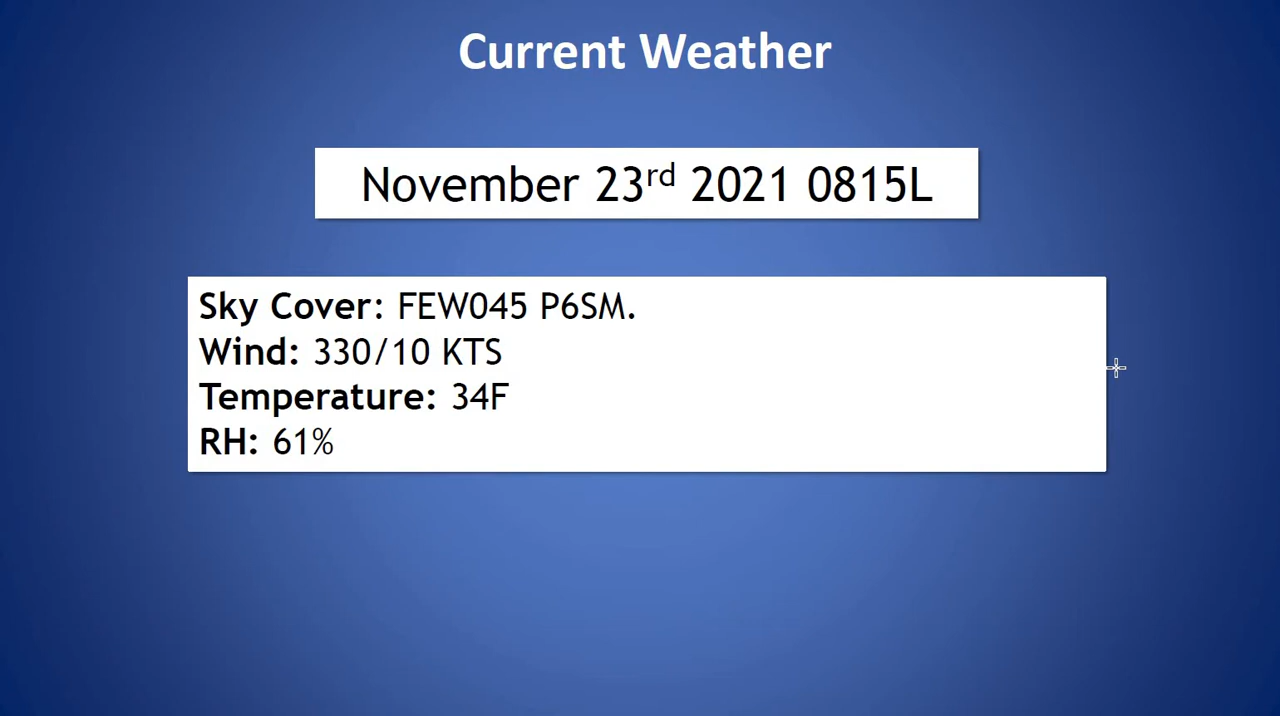 Current Weather
November 23rd 2021 0815L
Sky Cover: FEW045 P6SM.
Wind: 330/10 KTS
Temperature: 34F
RH: 61%